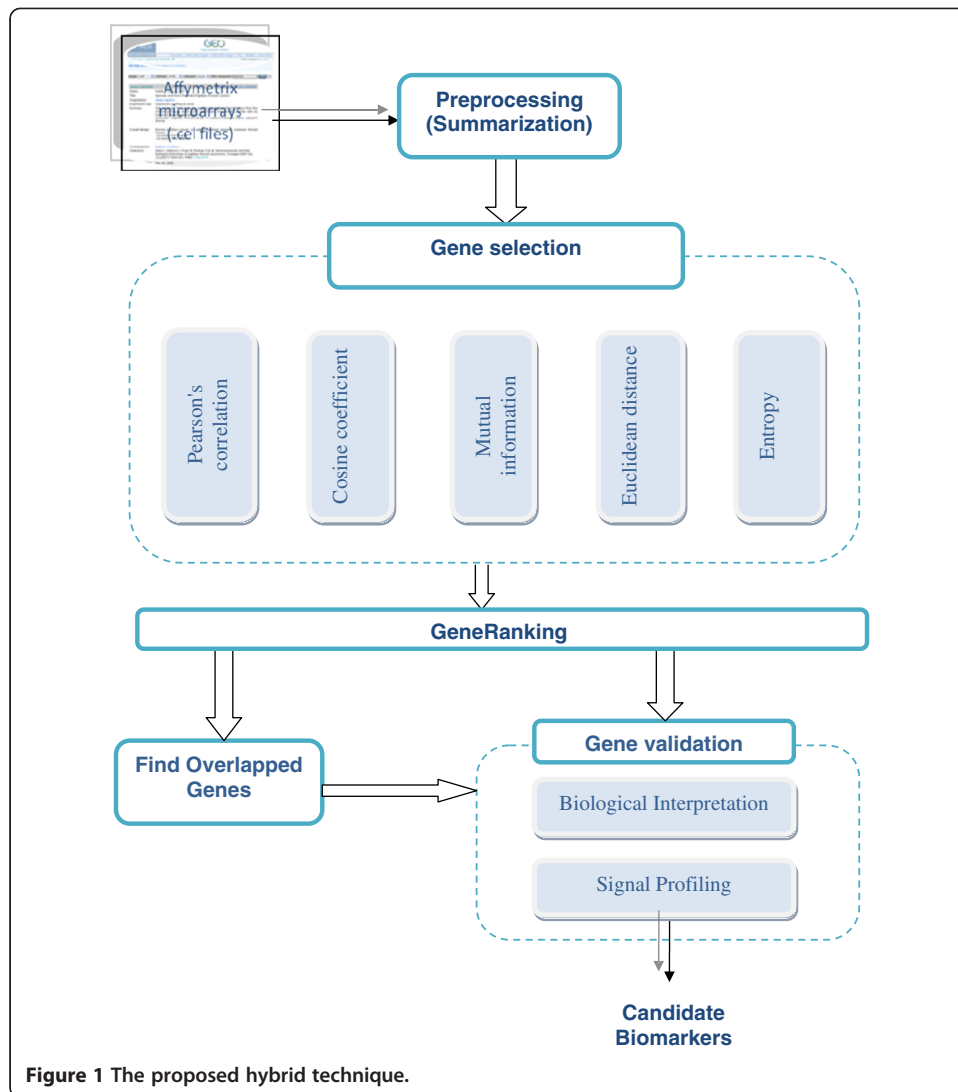 GEO
Affymetrix
microarrays
(.cel files)
Preprocessing
(Summarization)
Gene selection
Pearson's
correlation
Cosine coefficient
Mutual
information
Euclidean distance
Entropy
GeneRanking
Find Overlapped
Genes
Gene validation
Biological Interpretation
Signal Profiling
Candidate
Biomarkers
Figure 1 The proposed hybrid technique.